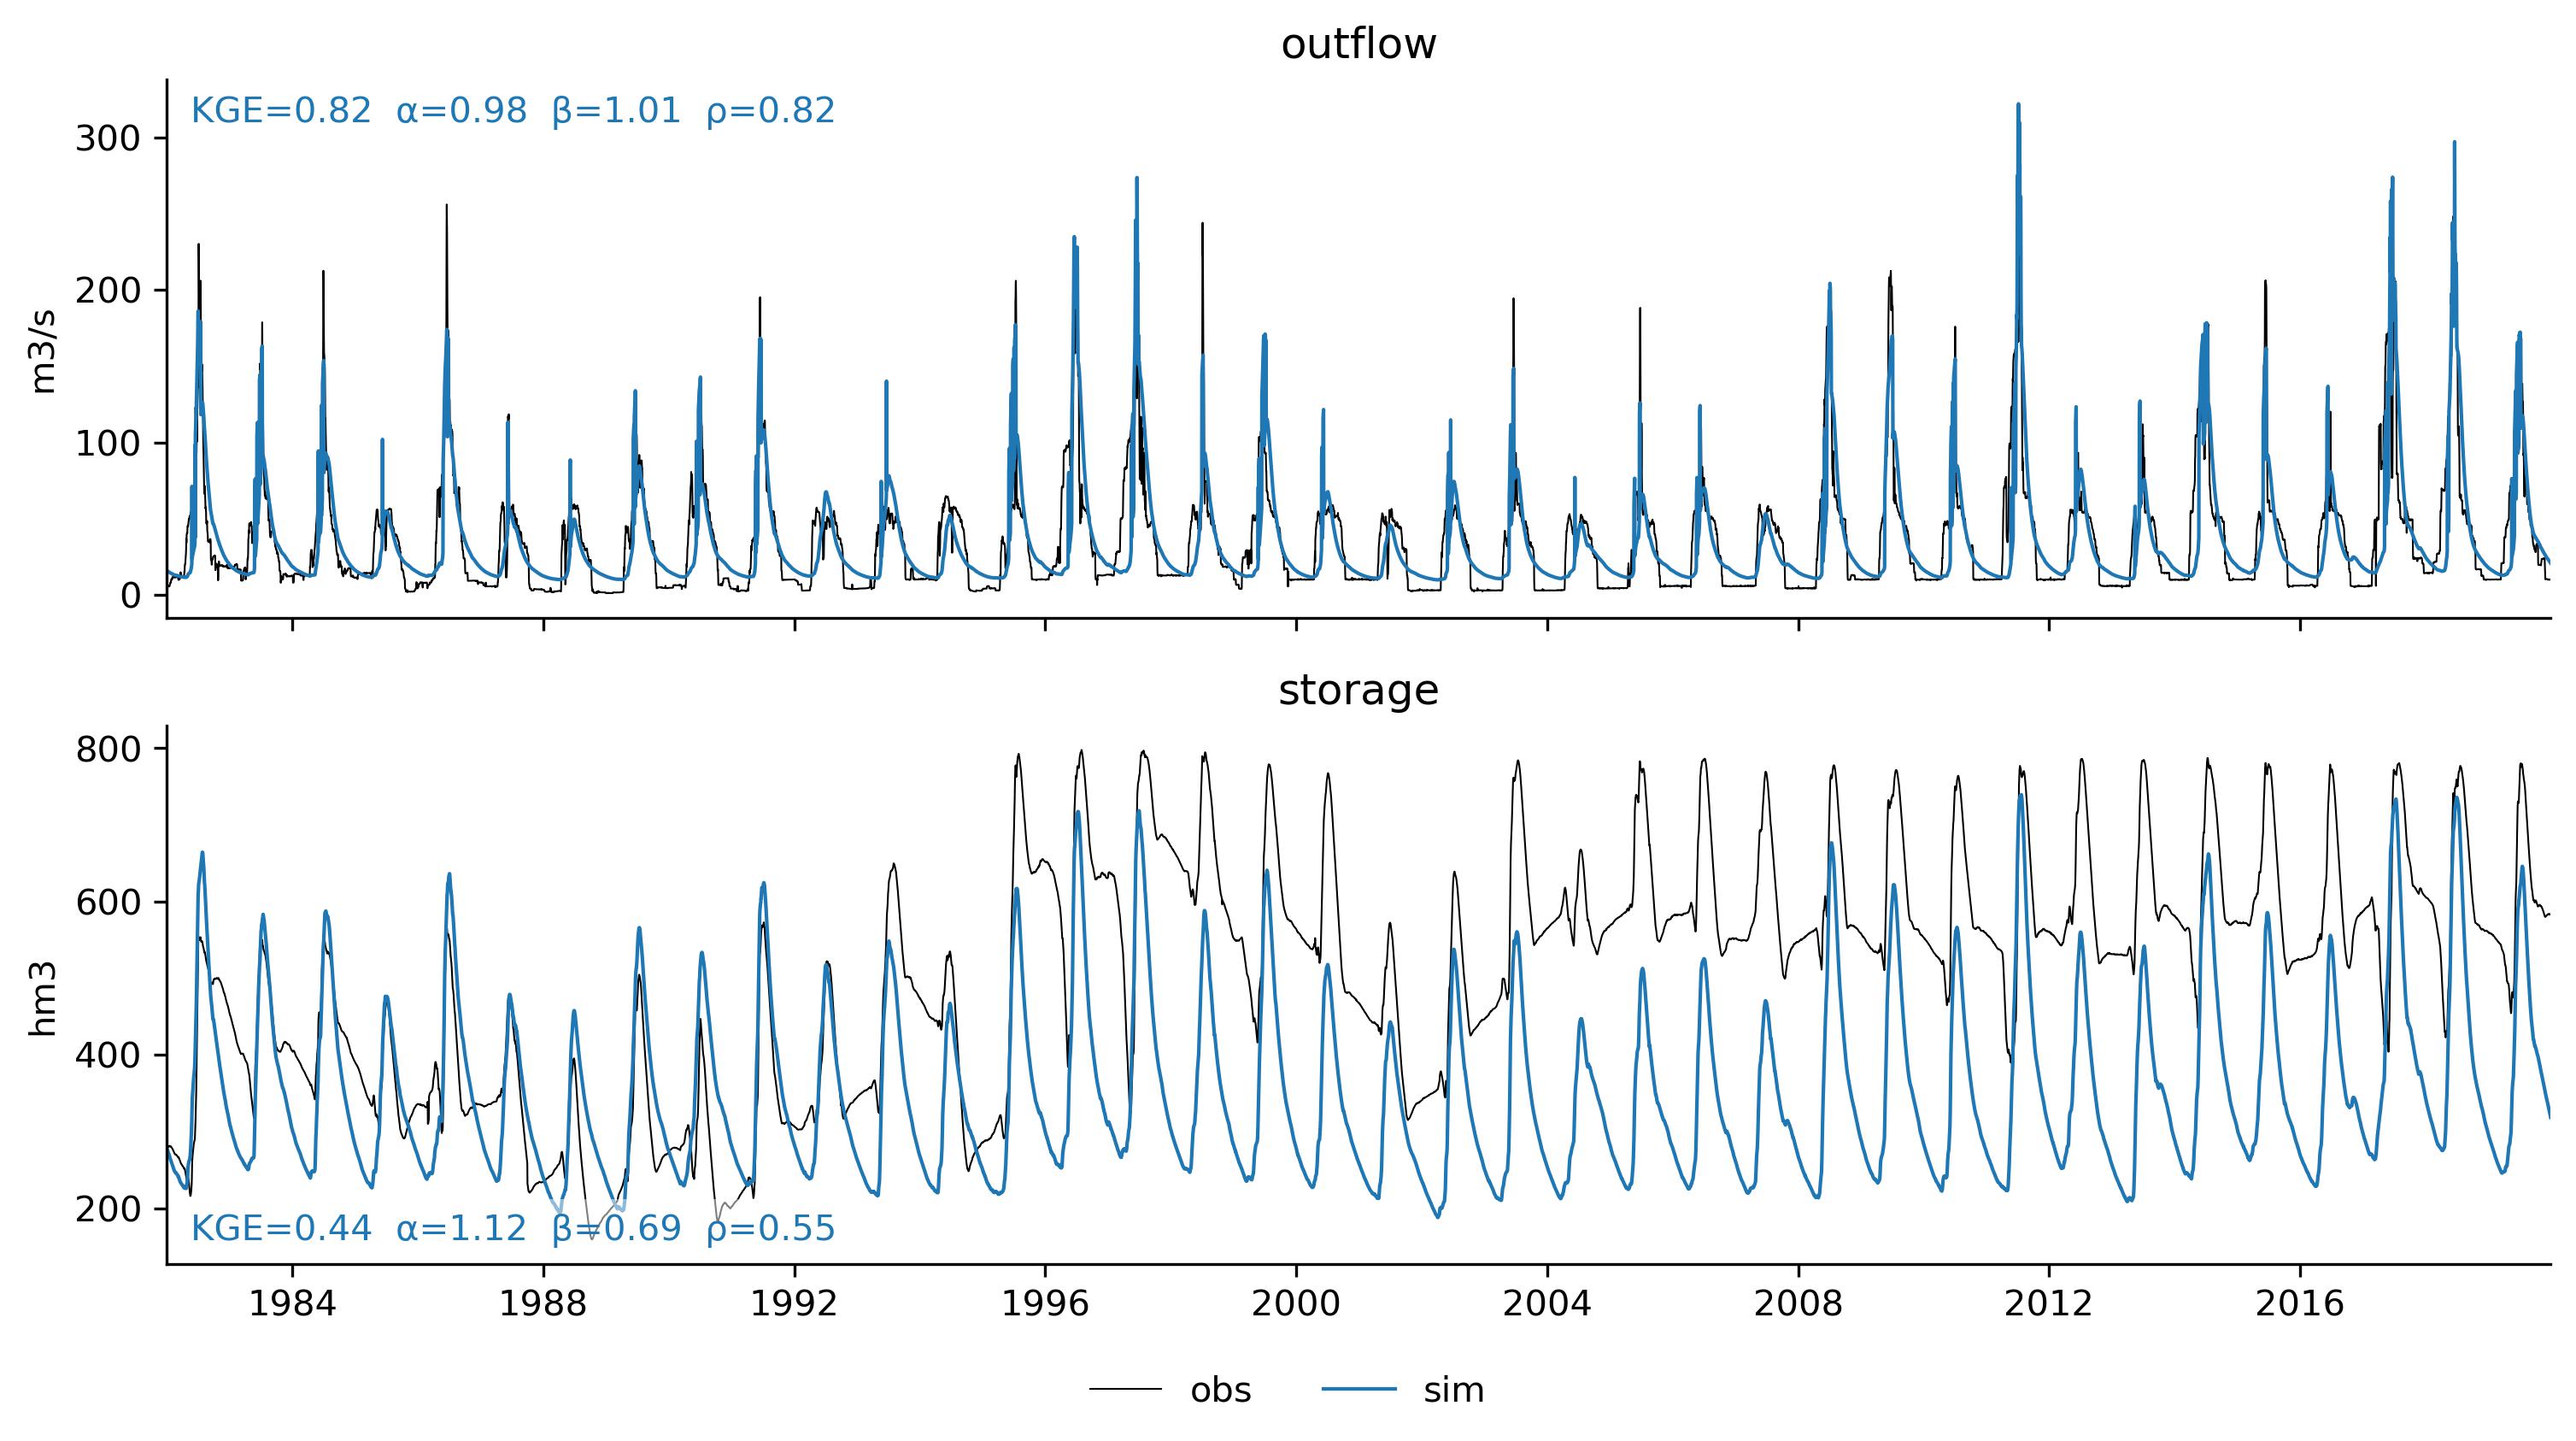 outflow
KGE=0.82 α=0.98 β=1.01 ρ=0.82
300
200
100
0
m3/s
storage
800
600
400
200
hm3
KGE=0.44 α=1.12 β=0.69 ρ=0.55
1984 1988 1992 1996 2000 2004 2008 2012 2016
obs sim